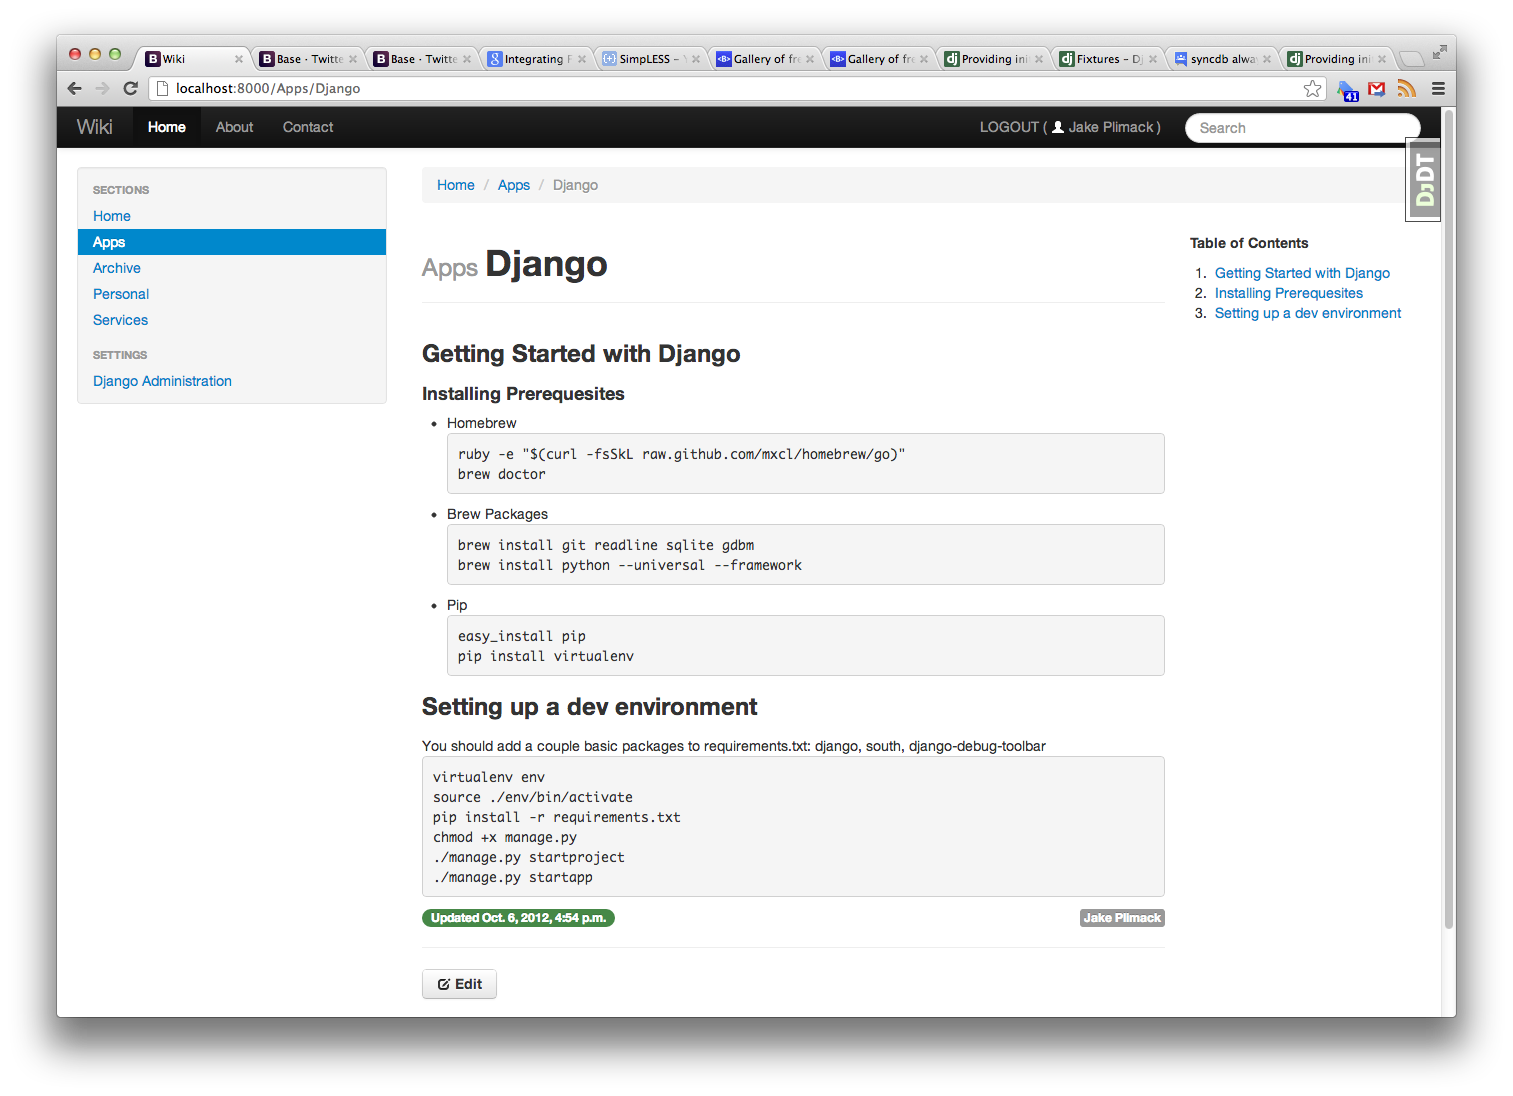 Wiki
Base · Twitte
Base · Twitte
Integrating F
SimpLESS – 
Gallery of fre
Gallery of fre
Providing ini
Fixtures – Dj
syncdb alwa
Providing ini
localhost:8000/Apps/Django
41
Wiki
Home
About
Contact
LOGOUT ( Jake Plimack )
Search
DjDT
SECTIONS
Home
Apps
Archive
Personal
Services
SETTINGS
Django Administration
Home / Apps / Django
Apps Django
Getting Started with Django
Installing Prerequesites
• Homebrew
ruby -e "$(curl -fsSkL raw.github.com/mxcl/homebrew/go)"
brew doctor
• Brew Packages
brew install git readline sqlite gdbm
brew install python --universal --framework
• Pip
easy_install pip
pip install virtualenv
Setting up a dev environment
You should add a couple basic packages to requirements.txt: django, south, django-debug-toolbar
virtualenv env
source ./env/bin/activate
pip install -r requirements.txt
chmod +x manage.py
./manage.py startproject
./manage.py startapp
Updated Oct. 6, 2012, 4:54 p.m.
Jake Plimack
Edit
Table of Contents
1. Getting Started with Django
2. Installing Prerequesites
3. Setting up a dev environment